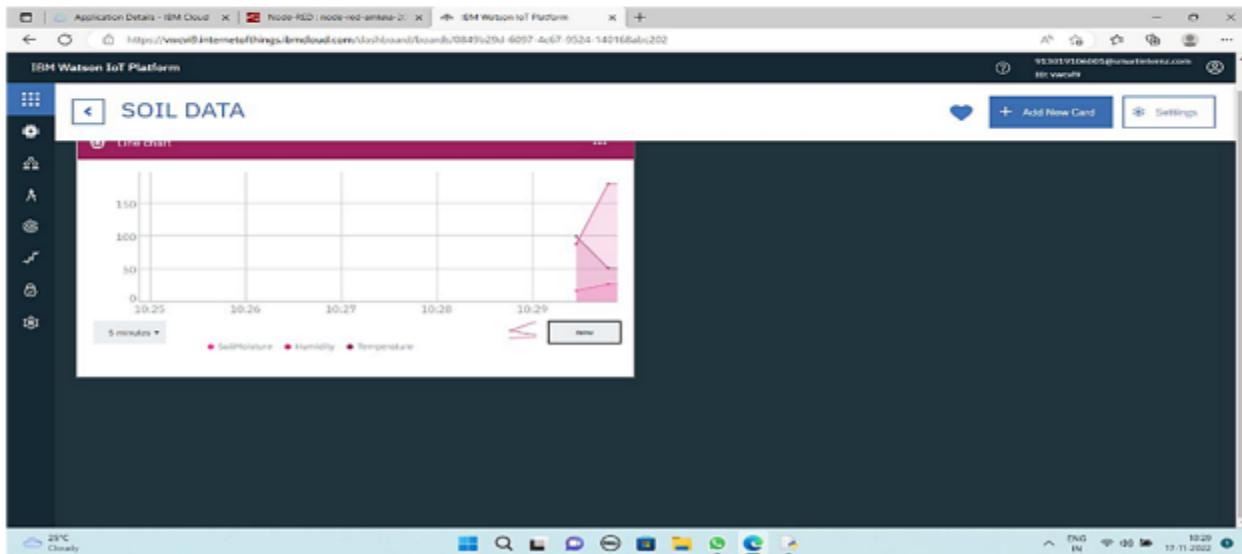 Application Details - IBM Cloud
Node-RED : node-red-
IBM Watson IoT Platform
IBM Watson IoT Platform
SOIL DATA
+ Add New Card
Settings
Line chart
150
100
50
0
10:25 10:26 10:27 10:28 10:29
5 minutes
SoilMoisture Humidity Temperature
25°C
Cloudy
ENG
IN
10:29
17-11-2022